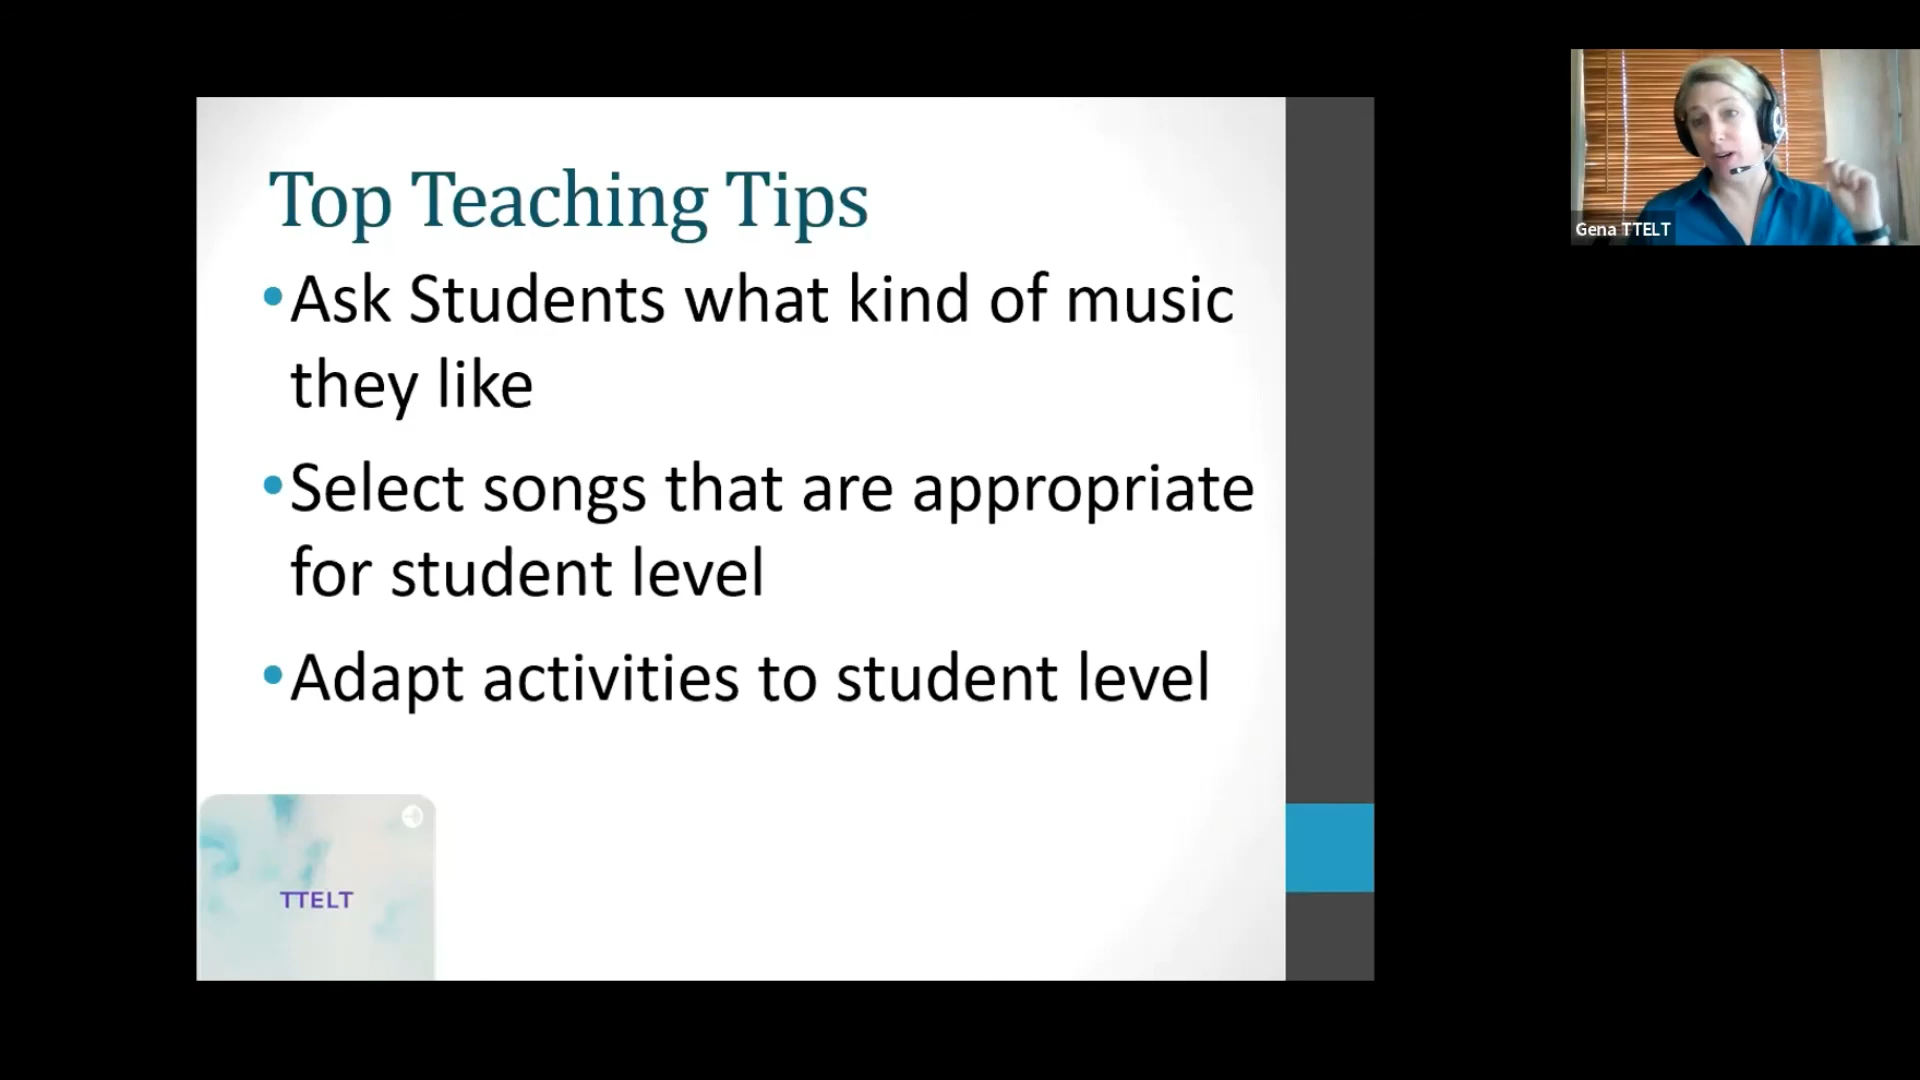 Top Teaching Tips
•Ask Students what kind of music
they like
•Select songs that are appropriate
for student level
•Adapt activities to student level
TTELT
Gena TTELT